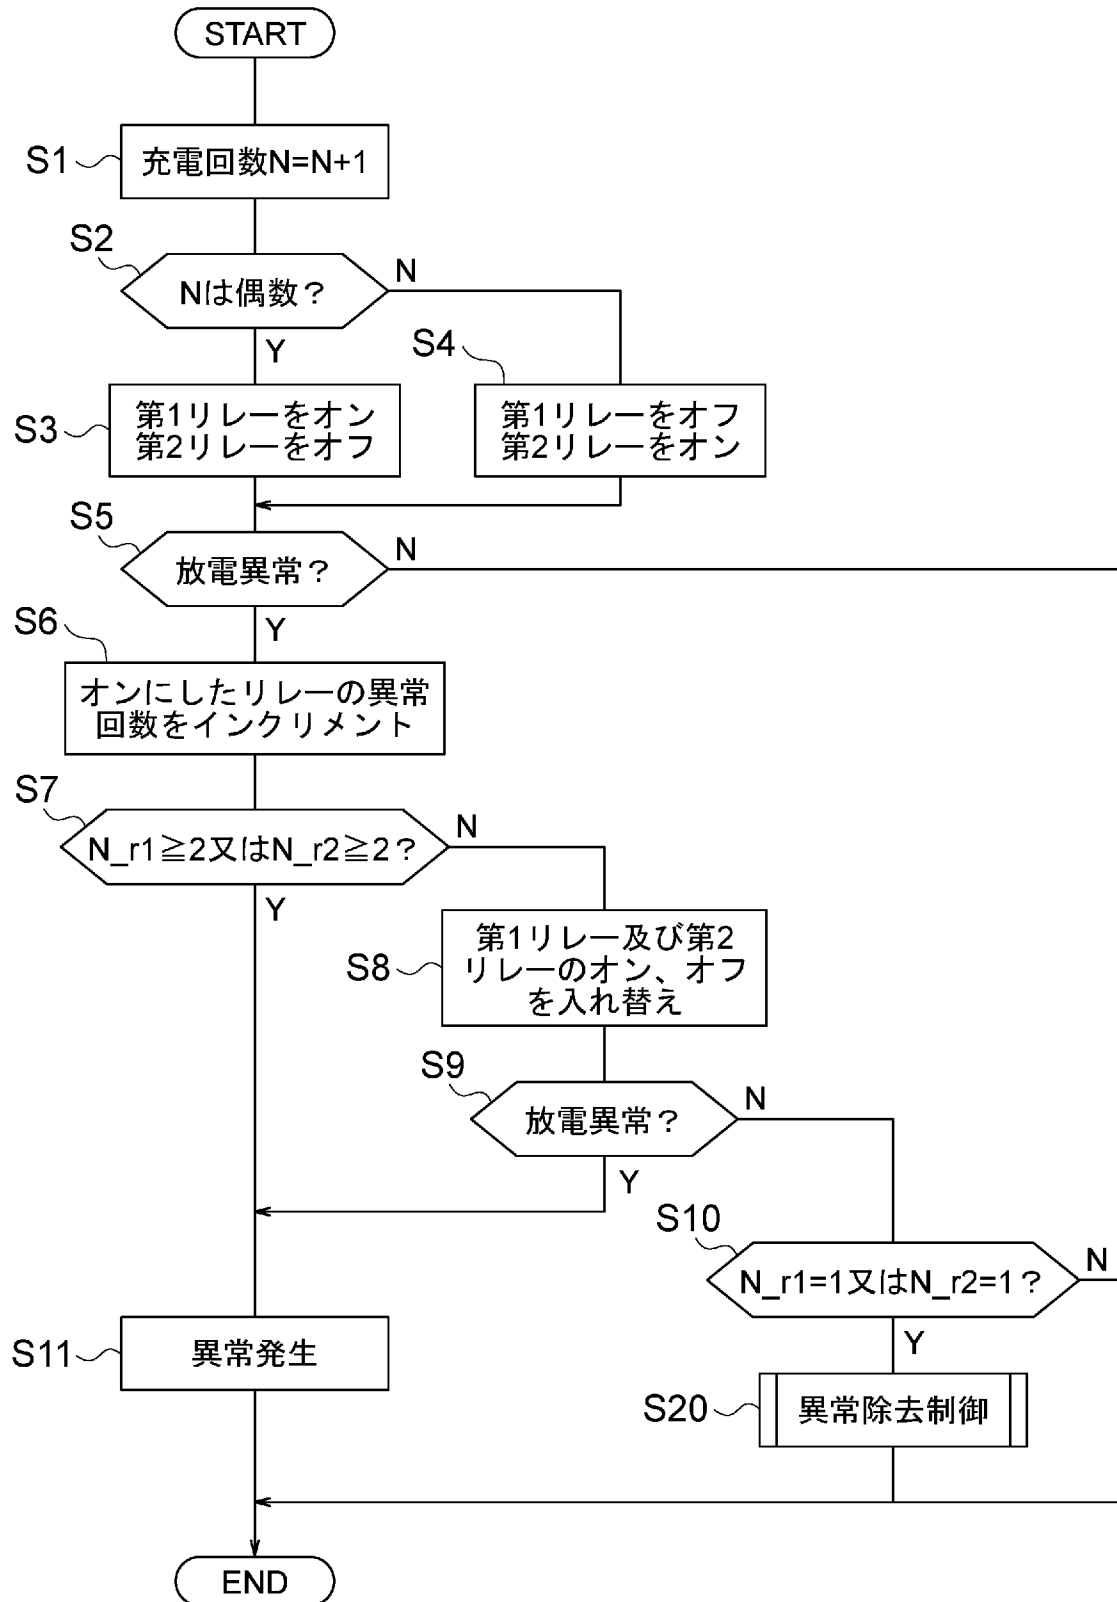 START
S1
充電回数N=N+1
S2
Nは偶数？
N
Y
S3
第1リレーをオン
第2リレーをオフ
S4
第1リレーをオフ
第2リレーをオン
S5
放電異常？
N
Y
S6
オンにしたリレーの異常
回数をインクリメント
S7
N_r1≧2又はN_r2≧2？
N
Y
S8
第1リレー及び第2
リレーのオン、オフ
を入れ替え
S9
放電異常？
N
Y
S10
N_r1=1又はN_r2=1？
N
Y
S11
異常発生
S20
異常除去制御
END